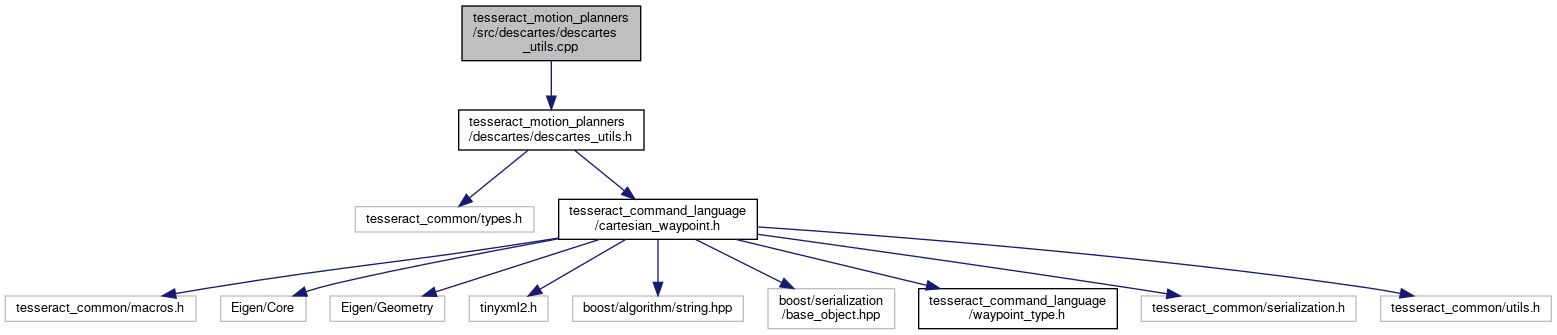 tesseract_motion_planners
/src/descartes/descartes
_utils.cpp
tesseract_motion_planners
/descartes/descartes_utils.h
tesseract_common/types.h
tesseract_command_language
/cartesian_waypoint.h
tesseract_common/macros.h
Eigen/Core
Eigen/Geometry
tinyxml2.h
boost/algorithm/string.hpp
boost/serialization
/base_object.hpp
tesseract_command_language
/waypoint_type.h
tesseract_common/serialization.h
tesseract_common/utils.h